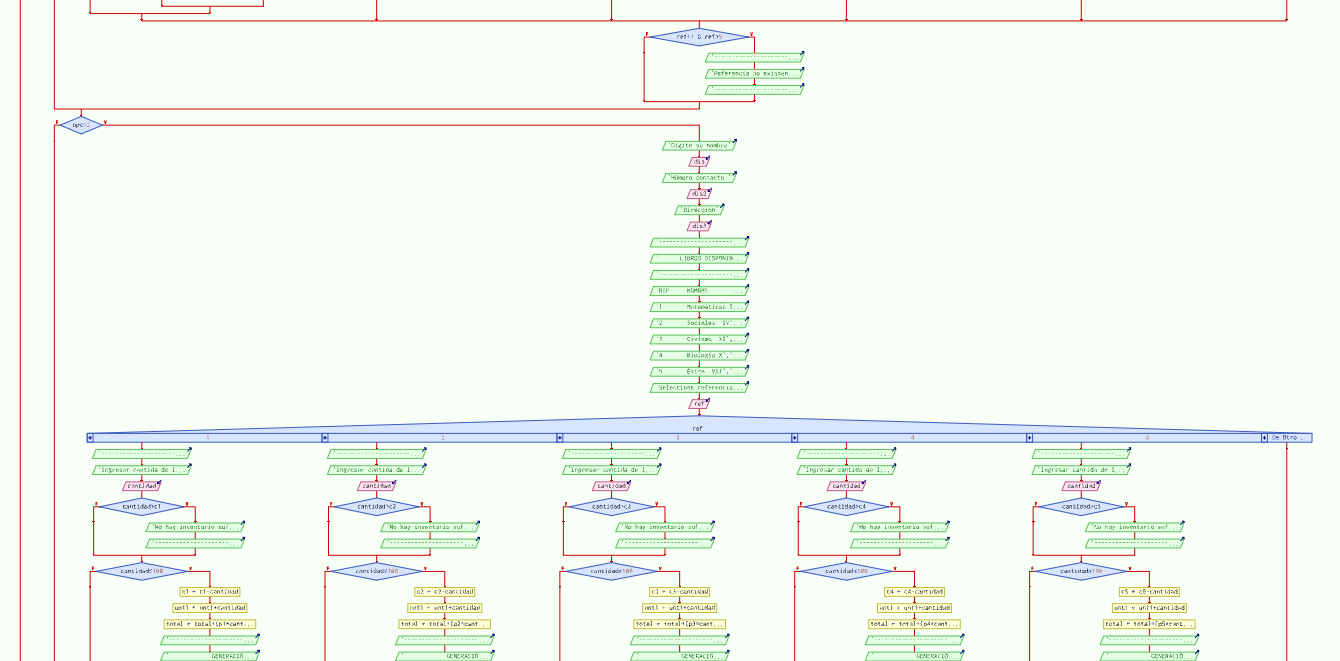 ref<1 O ref>5
'--------------------...
'Referencia no existen...
'--------------------...
opc=2
'Digite su nombre'
dis
'Número contacto '
dis2
'Dirección'
dis3
'--------------------...
LIBROS DISPONIB...
'--------------------...
'REF NOMBRE ...
'1 Matemáticas I...
'2 Sociales IV'...
'3 Civismo XI',...
'4 Biología X','...
'5 Ética VII','...
'Seleccione referencia...
ref
ref
1 2 3 4 5 De Otro ..
'--------------------... '--------------------... '--------------------... '--------------------... '--------------------...
'Ingresar cantida de l... 'Ingresar cantida de l... 'Ingresar cantida de l... 'Ingresar cantida de l... 'Ingresar cantida de l...
cantidad cantidad cantidad cantidad cantidad
cantidad>c1 cantidad>c2 cantidad>c3 cantidad>c4 cantidad>c5
'No hay inventario suf... 'No hay inventario suf... 'No hay inventario suf... 'No hay inventario suf... 'No hay inventario suf...
'--------------------... '--------------------... '--------------------... '--------------------... '--------------------...
cantidad≤100 cantidad≤100 cantidad≤100 cantidad≤100 cantidad≤100
c1 ← c1-cantidad c2 ← c2-cantidad c3 ← c3-cantidad c4 ← c4-cantidad c5 ← c5-cantidad
unt1 ← unt1+cantidad unt1 ← unt1+cantidad unt1 ← unt1+cantidad unt1 ← unt1+cantidad unt1 ← unt1+cantidad
total ← total+(p1*cant... total ← total+(p2*cant... total ← total+(p3*cant... total ← total+(p4*cant... total ← total+(p5*cant...
'--------------------... '--------------------... '--------------------... '--------------------... '--------------------...
GENERACIÓ... GENERACIÓ... GENERACIÓ... GENERACIÓ... GENERACIÓ...